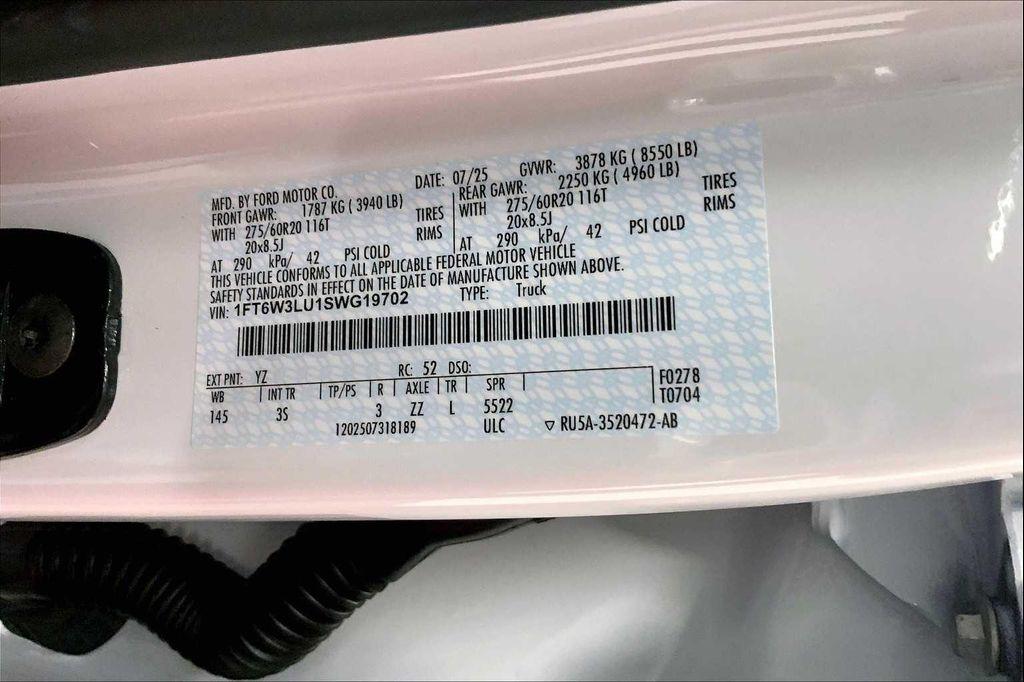 MFD. BY FORD MOTOR CO. DATE: 07/25 GVWR: 3878 KG ( 8550 LB)
FRONT GAWR: 1787 KG ( 3940 LB) REAR GAWR: 2250 KG ( 4960 LB)
WITH 275/60R20 116T TIRES WITH 275/60R20 116T TIRES
20x8.5J RIMS 20x8.5J RIMS
AT 290 kPa/ 42 PSI COLD AT 290 kPa/ 42 PSI COLD
THIS VEHICLE CONFORMS TO ALL APPLICABLE FEDERAL MOTOR VEHICLE
SAFETY STANDARDS IN EFFECT ON THE DATE OF MANUFACTURE SHOWN ABOVE.
VIN: 1FT6W3LU1SWG19702 TYPE: Truck
EXT PNT: YZ RC: 52 DSO: F0278
WB INT TR TP/PS R AXLE TR SPR T0704
145 3S 3 ZZ L 5522
1202507318189 ULC ▽ RU5A-3520472-AB